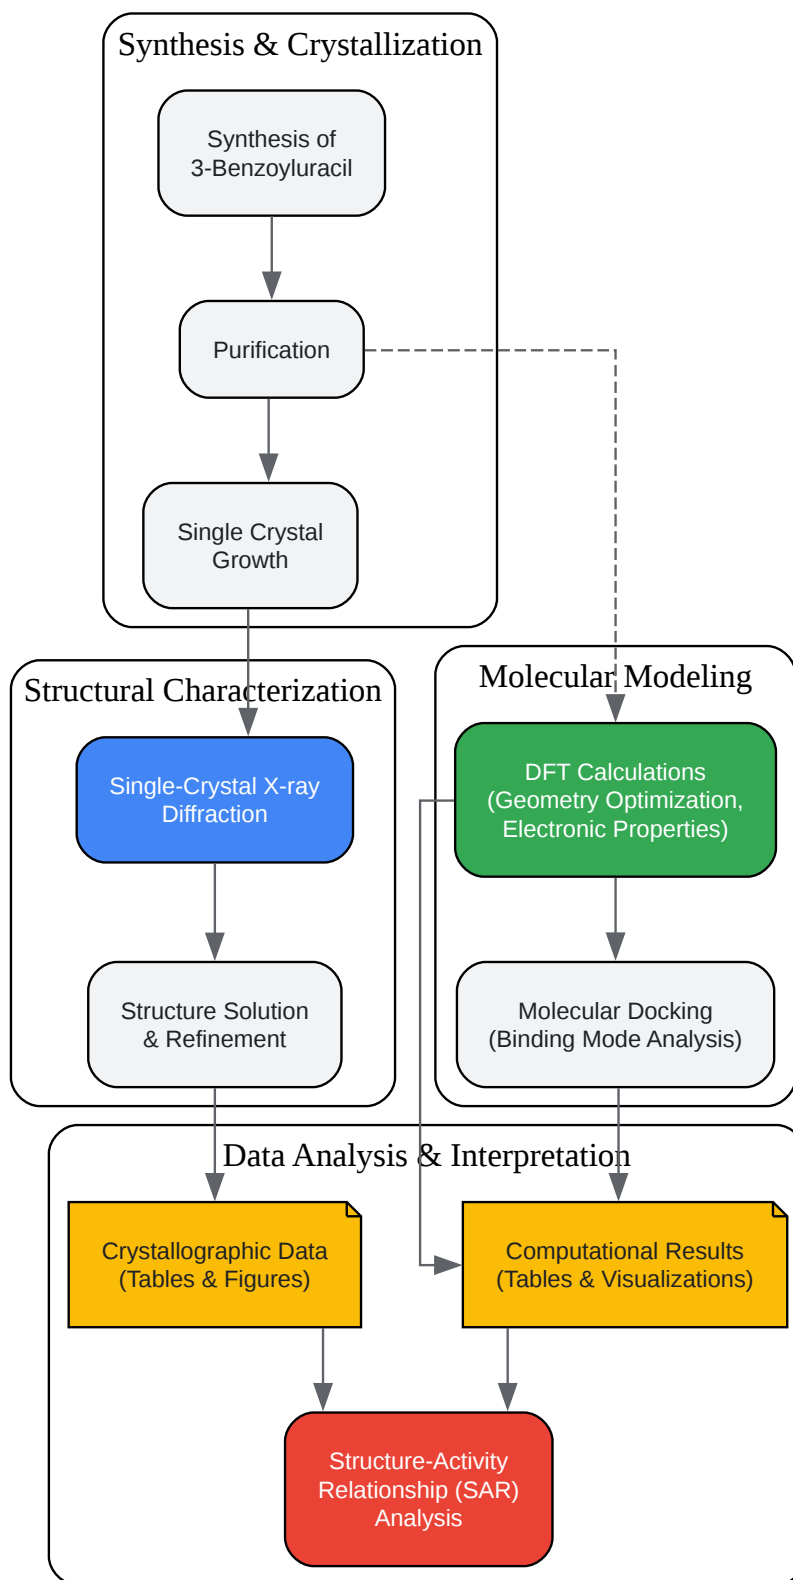 Synthesis & Crystallization
Synthesis of
3-Benzoyluracil
Purification
Single Crystal
Growth
Structural Characterization
Single-Crystal X-ray
Diffraction
Structure Solution
& Refinement
Molecular Modeling
DFT Calculations
(Geometry Optimization,
Electronic Properties)
Molecular Docking
(Binding Mode Analysis)
Data Analysis & Interpretation
Crystallographic Data
(Tables & Figures)
Computational Results
(Tables & Visualizations)
Structure-Activity
Relationship (SAR)
Analysis